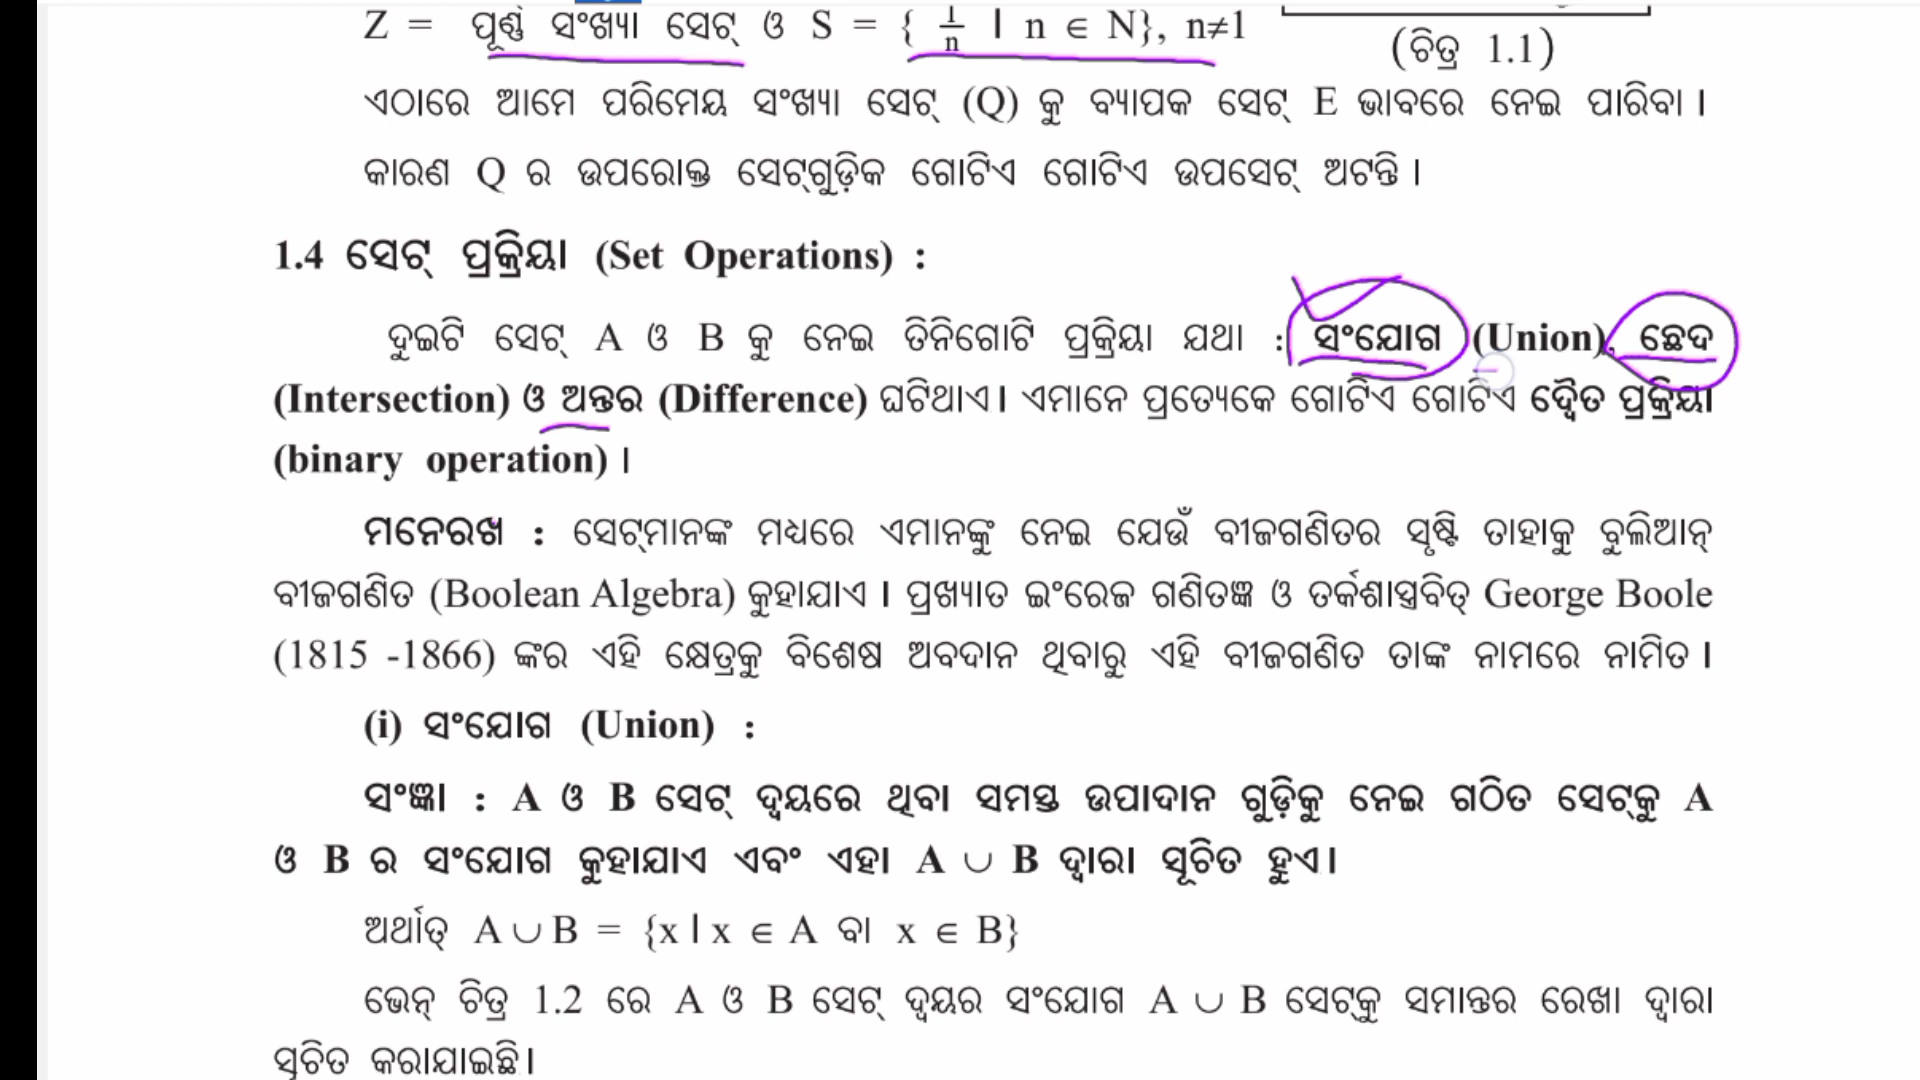 Z = ପୂର୍ଣ୍ଣ ସଂଖ୍ୟା ସେଟ୍ ଓ S = { 1/n | n ∈ N}, n≠1
(ଚିତ୍ର 1.1)
ଏଠାରେ ଆମେ ପରିମେୟ ସଂଖ୍ୟା ସେଟ୍ (Q) କୁ ବ୍ୟାପକ ସେଟ୍ E ଭାବରେ ନେଇ ପାରିବା ।
କାରଣ Q ର ଉପରୋକ୍ତ ସେଟ୍‌ଗୁଡ଼ିକ ଗୋଟିଏ ଗୋଟିଏ ଉପସେଟ୍ ଅଟନ୍ତି ।
1.4 ସେଟ୍ ପ୍ରକ୍ରିୟା (Set Operations) :
ଦୁଇଟି ସେଟ୍ A ଓ B କୁ ନେଇ ତିନିଗୋଟି ପ୍ରକ୍ରିୟା ଯଥା : ସଂଯୋଗ (Union), ଛେଦ
(Intersection) ଓ ଅନ୍ତର (Difference) ଘଟିଥାଏ । ଏମାନେ ପ୍ରତ୍ୟେକେ ଗୋଟିଏ ଗୋଟିଏ ଦ୍ୱୈତ ପ୍ରକ୍ରିୟା
(binary operation) ।
ମନେରଖ : ସେଟ୍‌ମାନଙ୍କ ମଧ୍ୟରେ ଏମାନଙ୍କୁ ନେଇ ଯେଉଁ ବୀଜଗଣିତର ସୃଷ୍ଟି ତାହାକୁ ବୁଲିଆନ୍
ବୀଜଗଣିତ (Boolean Algebra) କୁହାଯାଏ । ପ୍ରଖ୍ୟାତ ଇଂରେଜ ଗଣିତଜ୍ଞ ଓ ତର୍କଶାସ୍ତ୍ରବିତ୍ George Boole
(1815 -1866) ଙ୍କର ଏହି କ୍ଷେତ୍ରକୁ ବିଶେଷ ଅବଦାନ ଥିବାରୁ ଏହି ବୀଜଗଣିତ ତାଙ୍କ ନାମରେ ନାମିତ ।
(i) ସଂଯୋଗ (Union) :
ସଂଜ୍ଞା : A ଓ B ସେଟ୍ ଦ୍ୱୟରେ ଥିବା ସମସ୍ତ ଉପାଦାନ ଗୁଡ଼ିକୁ ନେଇ ଗଠିତ ସେଟ୍‌କୁ A
ଓ B ର ସଂଯୋଗ କୁହାଯାଏ ଏବଂ ଏହା A ∪ B ଦ୍ୱାରା ସୂଚିତ ହୁଏ ।
ଅର୍ଥାତ୍ A ∪ B = {x | x ∈ A ବା x ∈ B}
ଭେନ୍ ଚିତ୍ର 1.2 ରେ A ଓ B ସେଟ୍ ଦ୍ୱୟର ସଂଯୋଗ A ∪ B ସେଟ୍‌କୁ ସମାନ୍ତର ରେଖା ଦ୍ୱାରା
ସୂଚିତ କରାଯାଇଛି ।